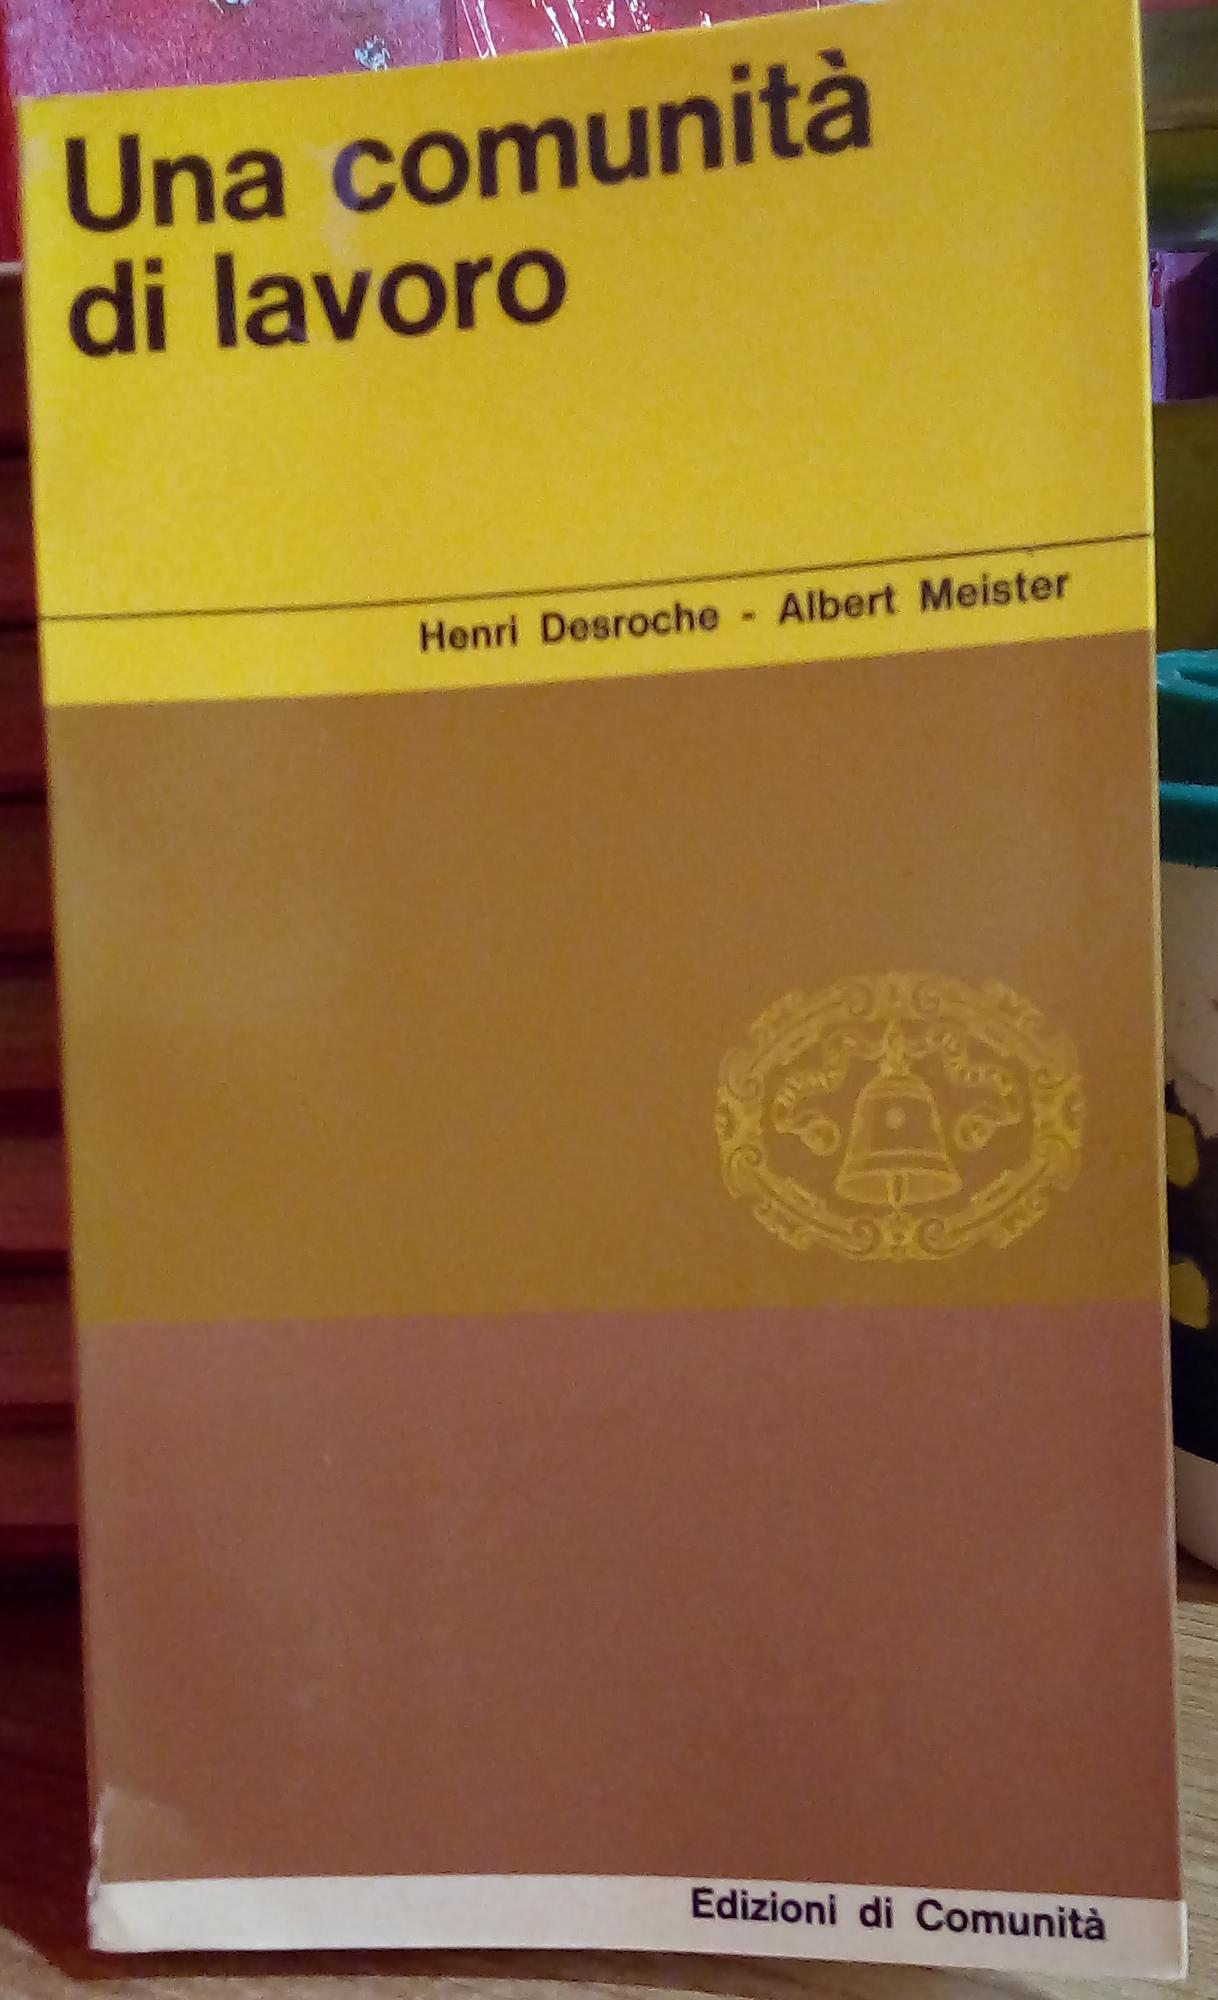 Una comunità
di lavoro
Henri Desroche - Albert Meister
Edizioni di Comunità